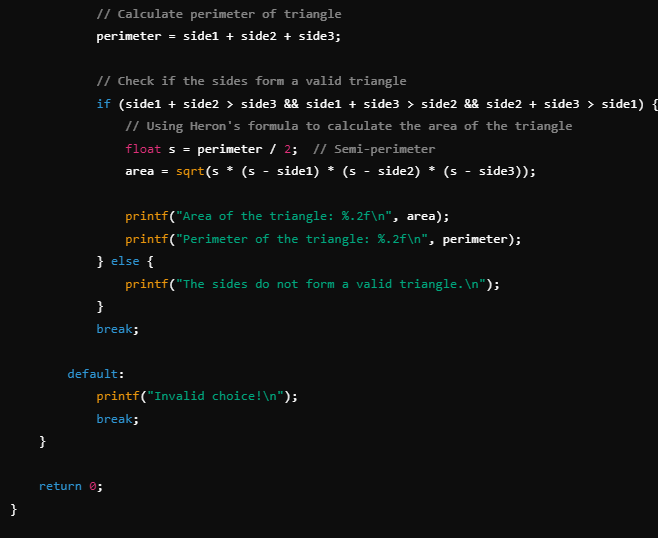 // Calculate perimeter of triangle
perimeter = side1 + side2 + side3;
// Check if the sides form a valid triangle
if (side1 + side2 > side3 && side1 + side3 > side2 && side2 + side3 > side1) {
// Using Heron's formula to calculate the area of the triangle
float s = perimeter / 2;  // Semi-perimeter
area = sqrt(s * (s - side1) * (s - side2) * (s - side3));
printf("Area of the triangle: %.2f\n", area);
printf("Perimeter of the triangle: %.2f\n", perimeter);
} else {
printf("The sides do not form a valid triangle.\n");
}
break;
default:
printf("Invalid choice!\n");
break;
}
return 0;
}